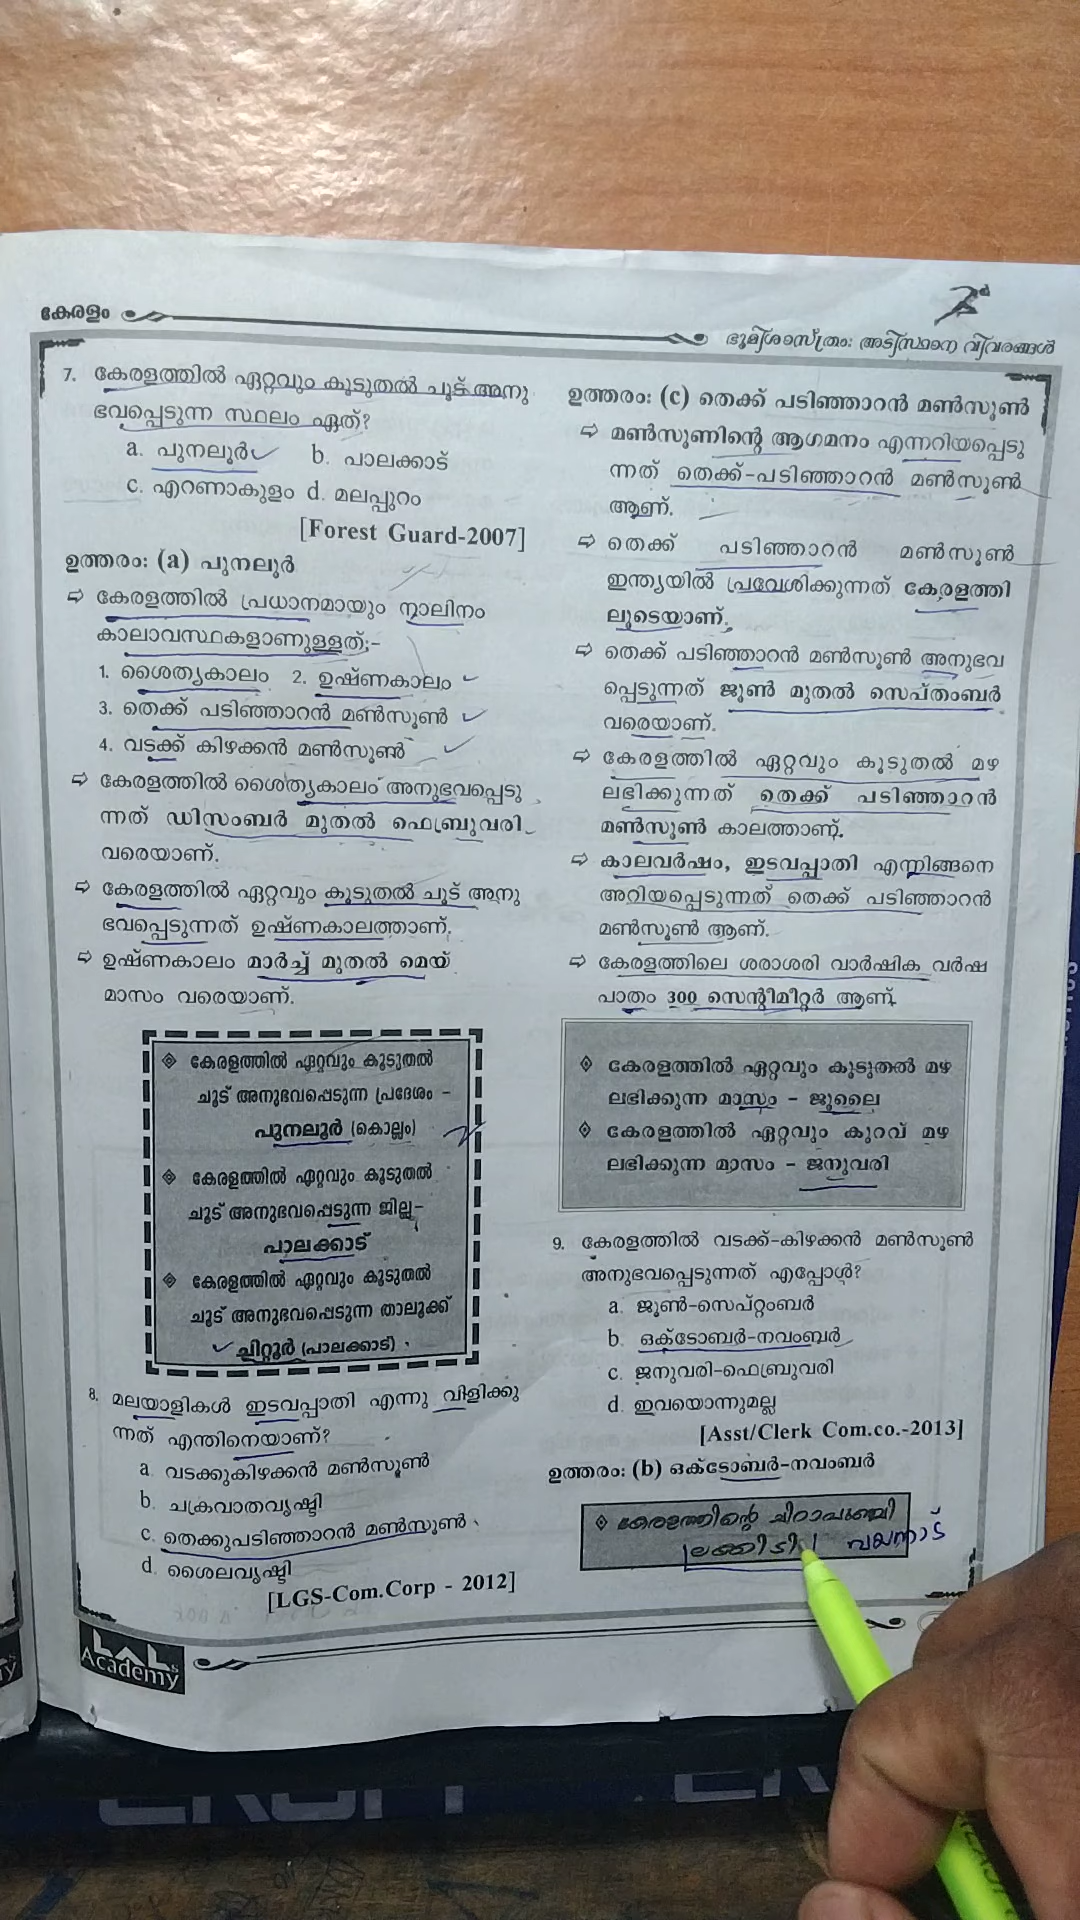 കേരളം
ഭൂമിശാസ്ത്രം: അടിസ്ഥാന വിവരങ്ങൾ
7. കേരളത്തിൽ ഏറ്റവും കൂടുതൽ ചൂട് അനു
ഭവപ്പെടുന്ന സ്ഥലം ഏത്?
a. പുനലൂർ b. പാലക്കാട്
c. എറണാകുളം d. മലപ്പുറം
[Forest Guard-2007]
ഉത്തരം: (a) പുനലൂർ
⇨ കേരളത്തിൽ പ്രധാനമായും നാലിനം
കാലാവസ്ഥകളാണുള്ളത്:-
1. ശൈത്യകാലം 2. ഉഷ്ണകാലം
3. തെക്ക് പടിഞ്ഞാറൻ മൺസൂൺ
4. വടക്ക് കിഴക്കൻ മൺസൂൺ
⇨ കേരളത്തിൽ ശൈത്യകാലം അനുഭവപ്പെടു
ന്നത് ഡിസംബർ മുതൽ ഫെബ്രുവരി
വരെയാണ്.
⇨ കേരളത്തിൽ ഏറ്റവും കൂടുതൽ ചൂട് അനു
ഭവപ്പെടുന്നത് ഉഷ്ണകാലത്താണ്.
⇨ ഉഷ്ണകാലം മാർച്ച് മുതൽ മെയ്
മാസം വരെയാണ്.
കേരളത്തിൽ ഏറ്റവും കൂടുതൽ
ചൂട് അനുഭവപ്പെടുന്ന പ്രദേശം -
പുനലൂർ (കൊല്ലം)
കേരളത്തിൽ ഏറ്റവും കൂടുതൽ
ചൂട് അനുഭവപ്പെടുന്ന ജില്ല-
പാലക്കാട്
കേരളത്തിൽ ഏറ്റവും കൂടുതൽ
ചൂട് അനുഭവപ്പെടുന്ന താലൂക്ക്
ചിറ്റൂർ (പാലക്കാട്)
8. മലയാളികൾ ഇടവപ്പാതി എന്നു വിളിക്കു
ന്നത് എന്തിനെയാണ്?
a. വടക്കുകിഴക്കൻ മൺസൂൺ
b. ചക്രവാതവൃഷ്ടി
c. തെക്കുപടിഞ്ഞാറൻ മൺസൂൺ
d. ശൈലവൃഷ്ടി
[LGS-Com.Corp - 2012]
ഉത്തരം: (c) തെക്ക് പടിഞ്ഞാറൻ മൺസൂൺ
⇨ മൺസൂണിന്റെ ആഗമനം എന്നറിയപ്പെടു
ന്നത് തെക്ക്-പടിഞ്ഞാറൻ മൺസൂൺ
ആണ്.
⇨ തെക്ക് പടിഞ്ഞാറൻ മൺസൂൺ
ഇന്ത്യയിൽ പ്രവേശിക്കുന്നത് കേരളത്തി
ലൂടെയാണ്.
⇨ തെക്ക് പടിഞ്ഞാറൻ മൺസൂൺ അനുഭവ
പ്പെടുന്നത് ജൂൺ മുതൽ സെപ്തംബർ
വരെയാണ്.
⇨ കേരളത്തിൽ ഏറ്റവും കൂടുതൽ മഴ
ലഭിക്കുന്നത് തെക്ക് പടിഞ്ഞാറൻ
മൺസൂൺ കാലത്താണ്.
⇨ കാലവർഷം, ഇടവപ്പാതി എന്നിങ്ങനെ
അറിയപ്പെടുന്നത് തെക്ക് പടിഞ്ഞാറൻ
മൺസൂൺ ആണ്.
⇨ കേരളത്തിലെ ശരാശരി വാർഷിക വർഷ
പാതം 300 സെന്റീമീറ്റർ ആണ്.
കേരളത്തിൽ ഏറ്റവും കൂടുതൽ മഴ
ലഭിക്കുന്ന മാസം - ജൂലൈ
കേരളത്തിൽ ഏറ്റവും കുറവ് മഴ
ലഭിക്കുന്ന മാസം - ജനുവരി
9. കേരളത്തിൽ വടക്ക്-കിഴക്കൻ മൺസൂൺ
അനുഭവപ്പെടുന്നത് എപ്പോൾ?
a. ജൂൺ-സെപ്റ്റംബർ
b. ഒക്ടോബർ-നവംബർ
c. ജനുവരി-ഫെബ്രുവരി
d. ഇവയൊന്നുമല്ല
[Asst/Clerk Com.co.-2013]
ഉത്തരം: (b) ഒക്ടോബർ-നവംബർ
കേരളത്തിന്റെ ചിറാപുഞ്ചി
ലക്കിടി വയനാട്
LAL's
Academy